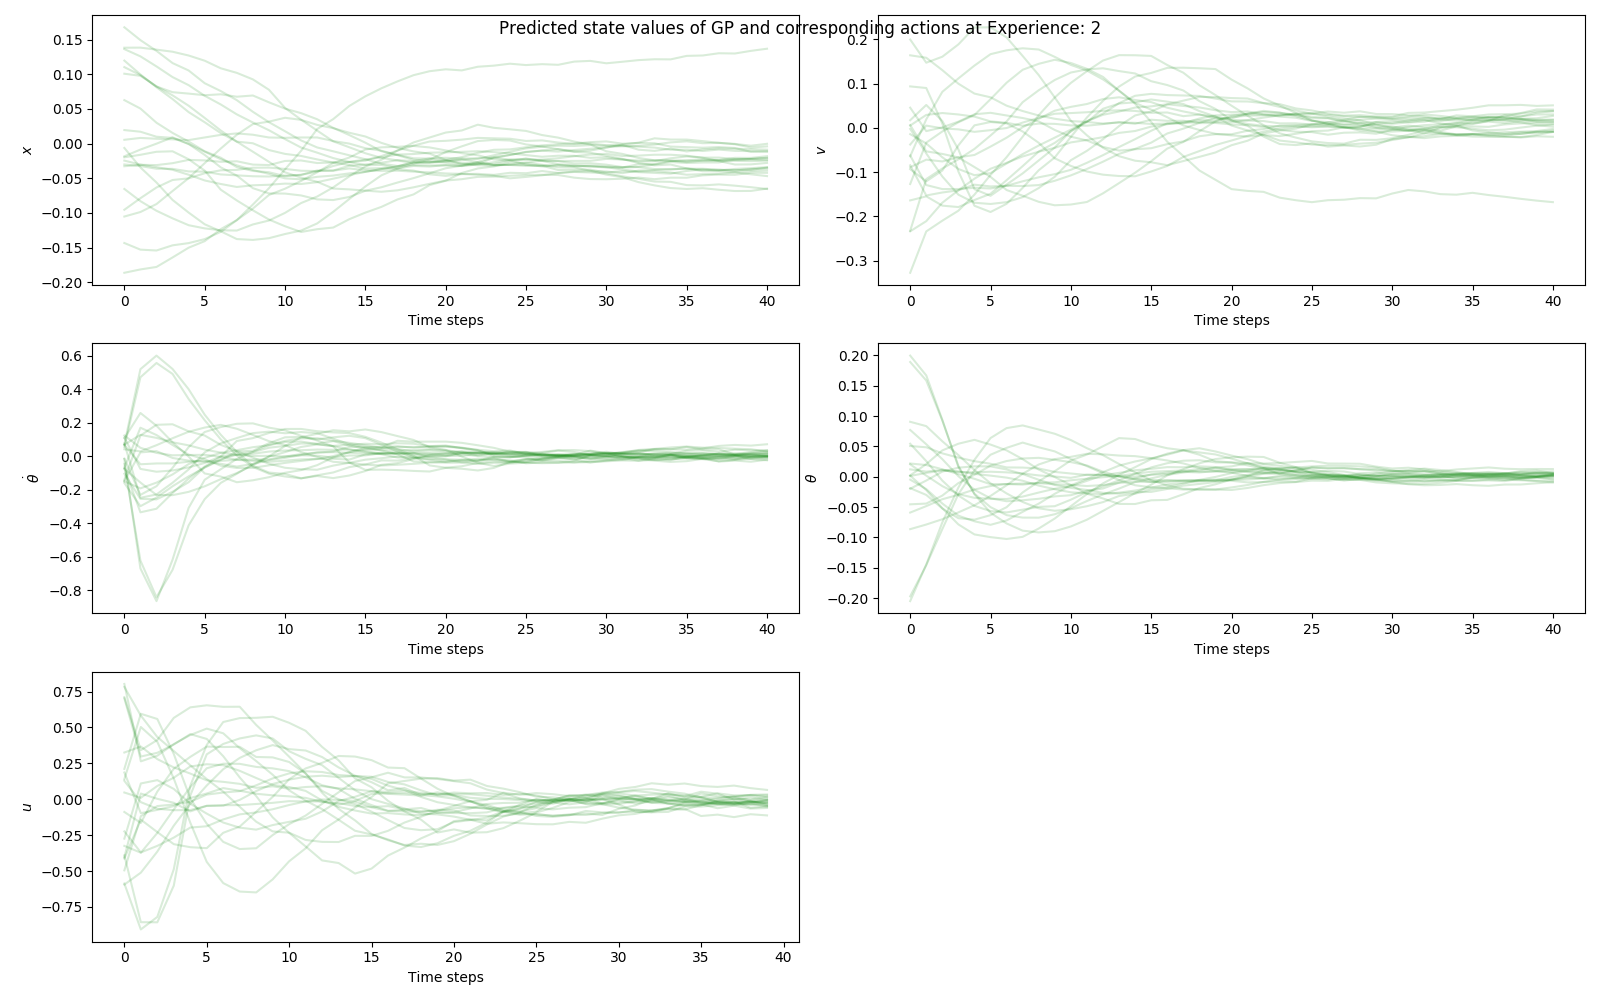 Predicted state values of GP and corresponding actions at Experience: 2
0.15
0.10
0.05
0.00
−0.05
−0.10
−0.15
−0.20
x
0 5 10 15 20 25 30 35 40
Time steps
0.2
0.1
0.0
−0.1
−0.2
−0.3
v
0 5 10 15 20 25 30 35 40
Time steps
0.6
0.4
0.2
0.0
−0.2
−0.4
−0.6
−0.8
θ̇
0 5 10 15 20 25 30 35 40
Time steps
0.20
0.15
0.10
0.05
0.00
−0.05
−0.10
−0.15
−0.20
θ
0 5 10 15 20 25 30 35 40
Time steps
0.75
0.50
0.25
0.00
−0.25
−0.50
−0.75
u
0 5 10 15 20 25 30 35 40
Time steps